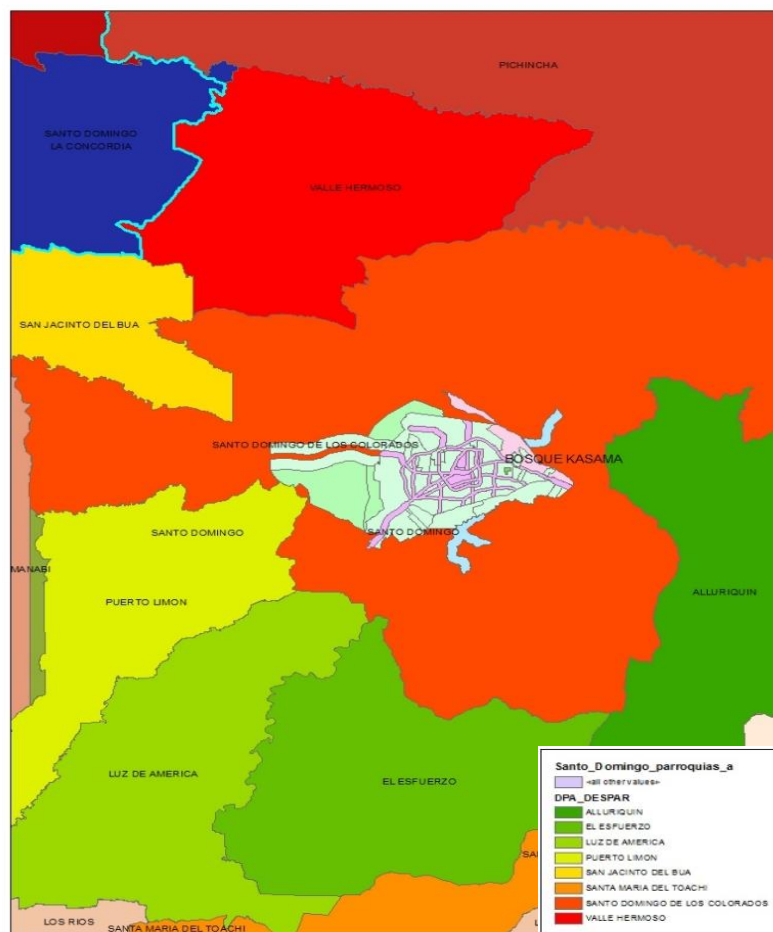 PICHINCHA
SANTO DOMINGO
LA CONCORDIA
VALLE HERMOSO
SAN JACINTO DEL BUA
SANTO DOMINGO DE LOS COLORADOS
BOSQUE KASAMA
SANTO DOMINGO
SANTO DOMINGO
MANABI
ALLURIQUIN
PUERTO LIMON
LUZ DE AMERICA
EL ESFUERZO
LOS RIOS
SANTA MARIA DEL TOACHI
Santo_Domingo_parroquias_a
<all other values>
DPA_DESPAR
ALLURIQUIN
EL ESFUERZO
LUZ DE AMERICA
PUERTO LIMON
SAN JACINTO DEL BUA
SANTA MARIA DEL TOACHI
SANTO DOMINGO DE LOS COLORADOS
VALLE HERMOSO